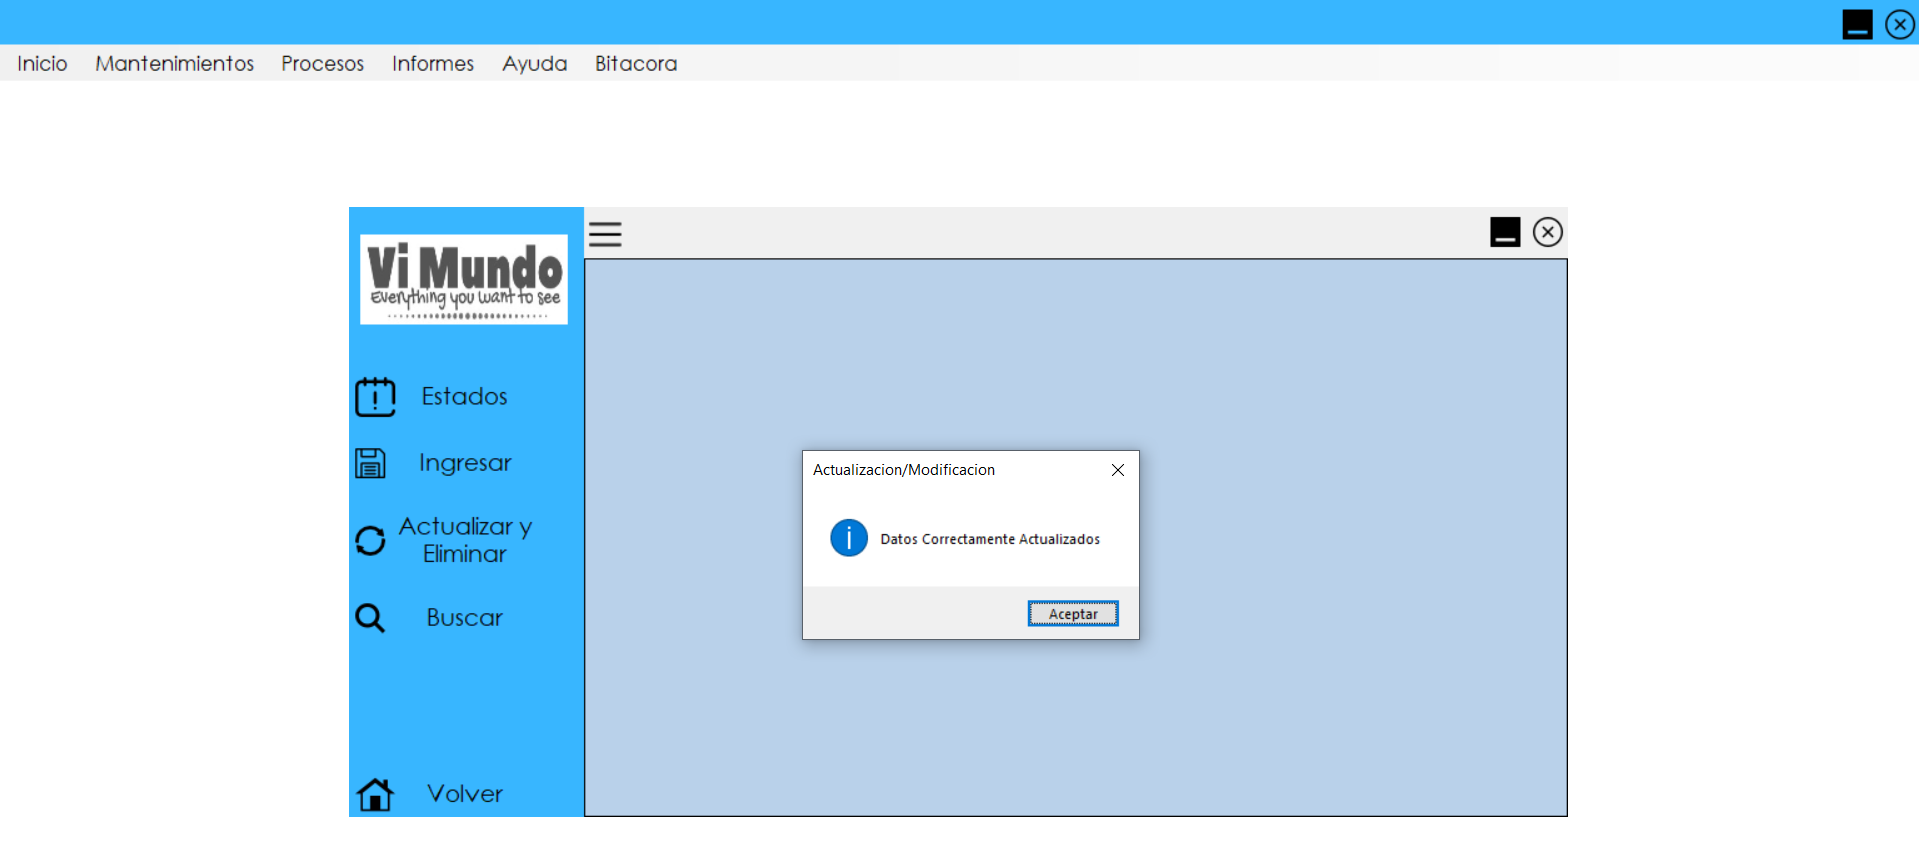 Inicio Mantenimientos Procesos Informes Ayuda Bitacora
Vi Mundo
Everything you want to see
Estados
Ingresar
Actualizar y
Eliminar
Buscar
Volver
Actualizacion/Modificacion
Datos Correctamente Actualizados
Aceptar